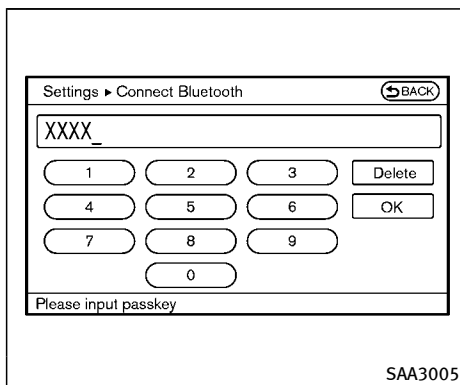 Settings ▸ Connect Bluetooth BACK
XXXX_
1 2 3 Delete
4 5 6 OK
7 8 9
0
Please input passkey
SAA3005